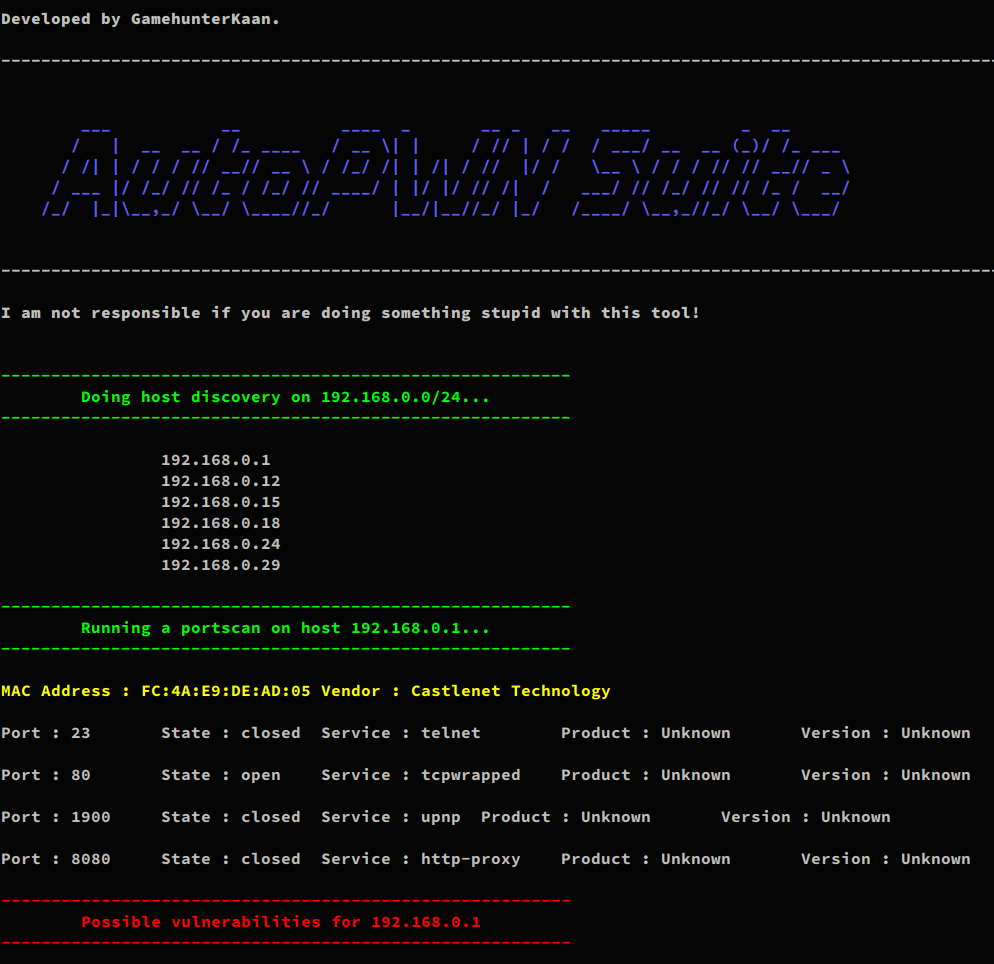 Developed by GamehunterKaan.
AutoPWN Suite
I am not responsible if you are doing something stupid with this tool!
Doing host discovery on 192.168.0.0/24...
192.168.0.1
192.168.0.12
192.168.0.15
192.168.0.18
192.168.0.24
192.168.0.29
Running a portscan on host 192.168.0.1...
MAC Address : FC:4A:E9:DE:AD:05 Vendor : Castlenet Technology
Port : 23 State : closed Service : telnet Product : Unknown Version : Unknown
Port : 80 State : open Service : tcpwrapped Product : Unknown Version : Unknown
Port : 1900 State : closed Service : upnp Product : Unknown Version : Unknown
Port : 8080 State : closed Service : http-proxy Product : Unknown Version : Unknown
Possible vulnerabilities for 192.168.0.1